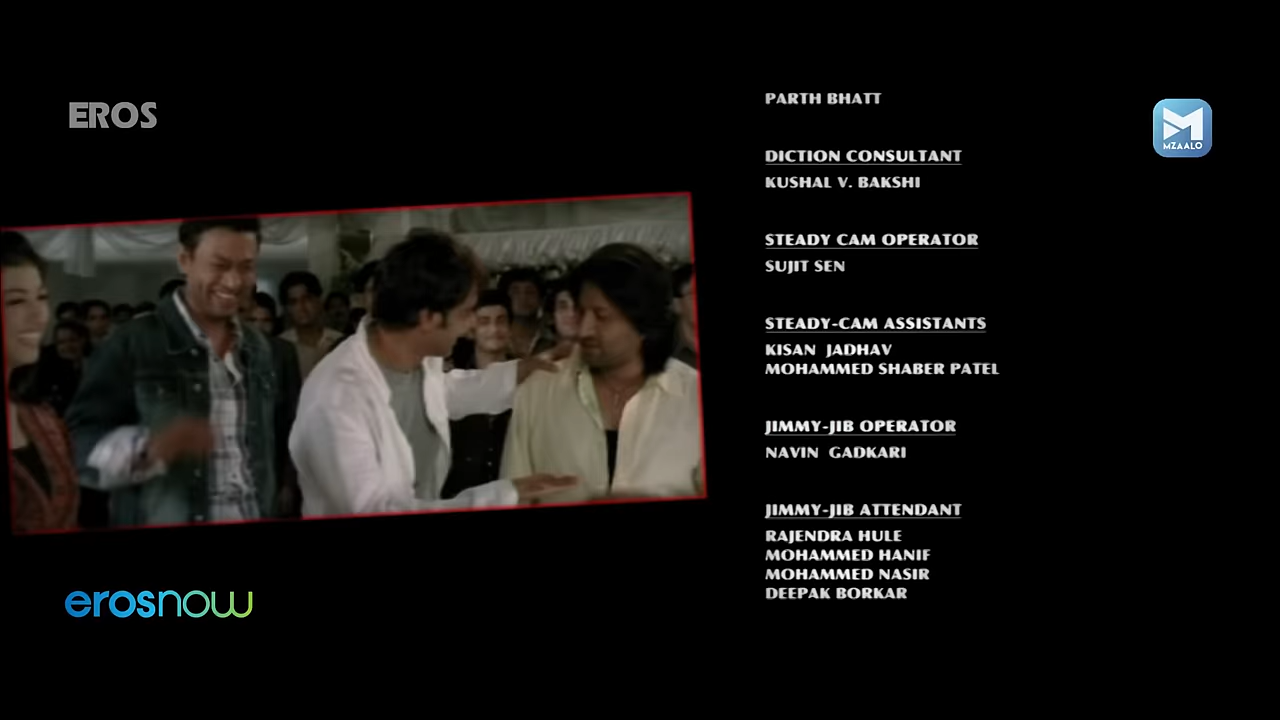 EROS
PARTH BHATT
MZAALO
DICTION CONSULTANT
KUSHAL V. BAKSHI
STEADY CAM OPERATOR
SUJIT SEN
STEADY-CAM ASSISTANTS
KISAN JADHAV
MOHAMMED SHABER PATEL
JIMMY-JIB OPERATOR
NAVIN GADKARI
JIMMY-JIB ATTENDANT
RAJENDRA HULE
MOHAMMED HANIF
MOHAMMED NASIR
DEEPAK BORKAR
erosnow